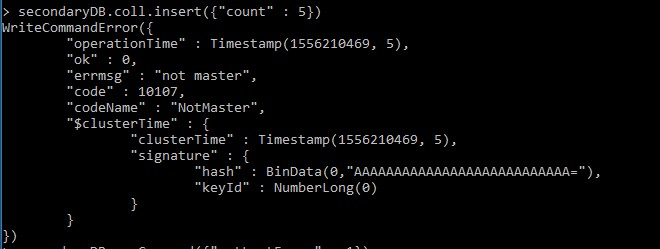 > secondaryDB.coll.insert({"count" : 5})
WriteCommandError({
        "operationTime" : Timestamp(1556210469, 5),
        "ok" : 0,
        "errmsg" : "not master",
        "code" : 10107,
        "codeName" : "NotMaster",
        "$clusterTime" : {
                "clusterTime" : Timestamp(1556210469, 5),
                "signature" : {
                        "hash" : BinData(0,"AAAAAAAAAAAAAAAAAAAAAAAAAAA="),
                        "keyId" : NumberLong(0)
                }
        }
})